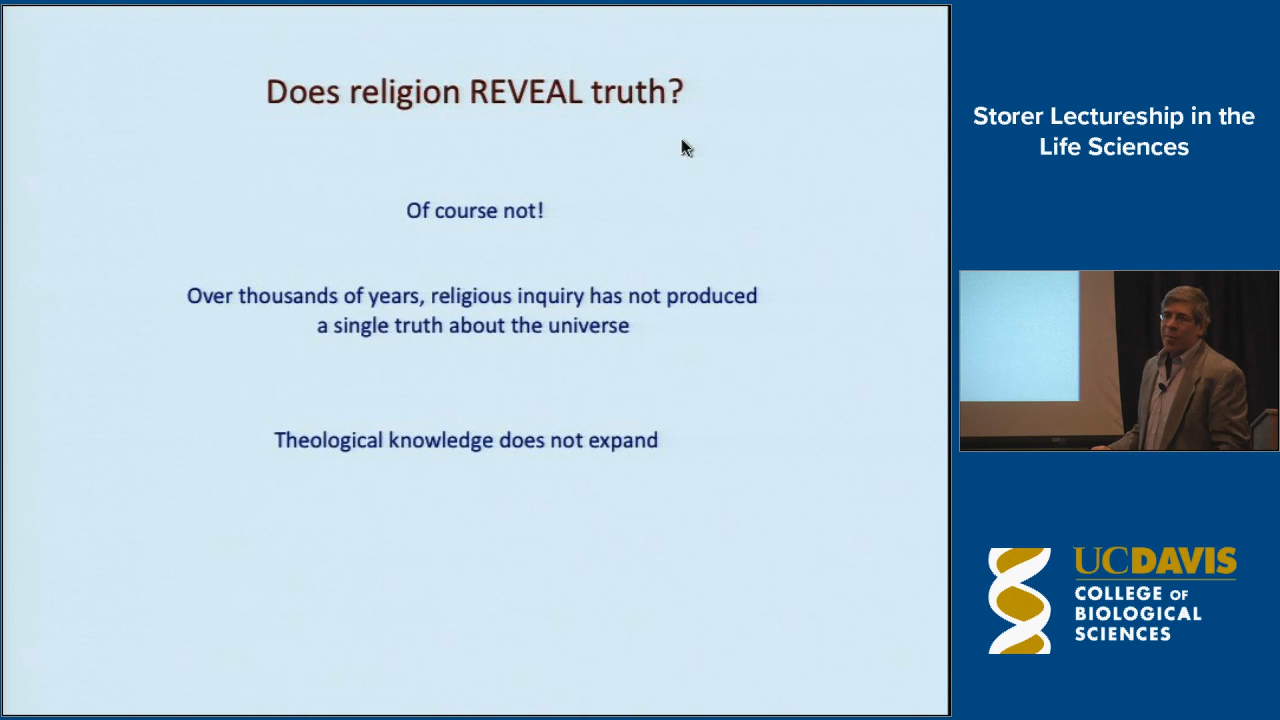 Does religion REVEAL truth?
Of course not!
Over thousands of years, religious inquiry has not produced
a single truth about the universe
Theological knowledge does not expand
Storer Lectureship in the
Life Sciences
UCDAVIS
COLLEGE OF
BIOLOGICAL
SCIENCES